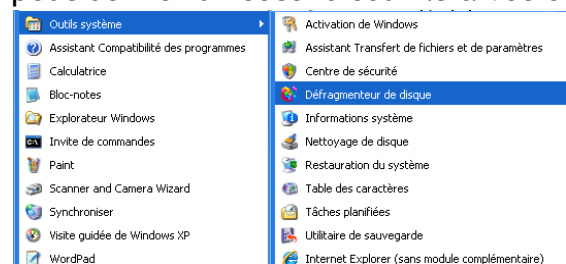 Outils système
Assistant Compatibilité des programmes
Calculatrice
Bloc-notes
Explorateur Windows
Invite de commandes
Paint
Scanner and Camera Wizard
Synchroniser
Visite guidée de Windows XP
WordPad
Activation de Windows
Assistant Transfert de fichiers et de paramètres
Centre de sécurité
Défragmenteur de disque
Informations système
Nettoyage de disque
Restauration du système
Table des caractères
Tâches planifiées
Utilitaire de sauvegarde
Internet Explorer (sans module complémentaire)